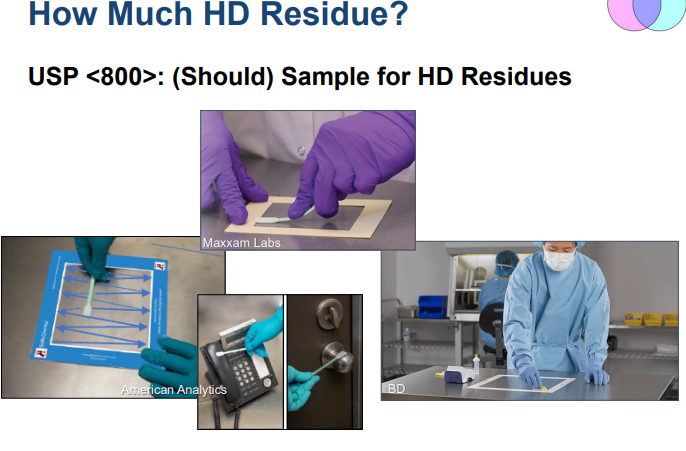 How Much HD Residue?
USP <800>: (Should) Sample for HD Residues
Maxxam Labs
American Analytics
BD